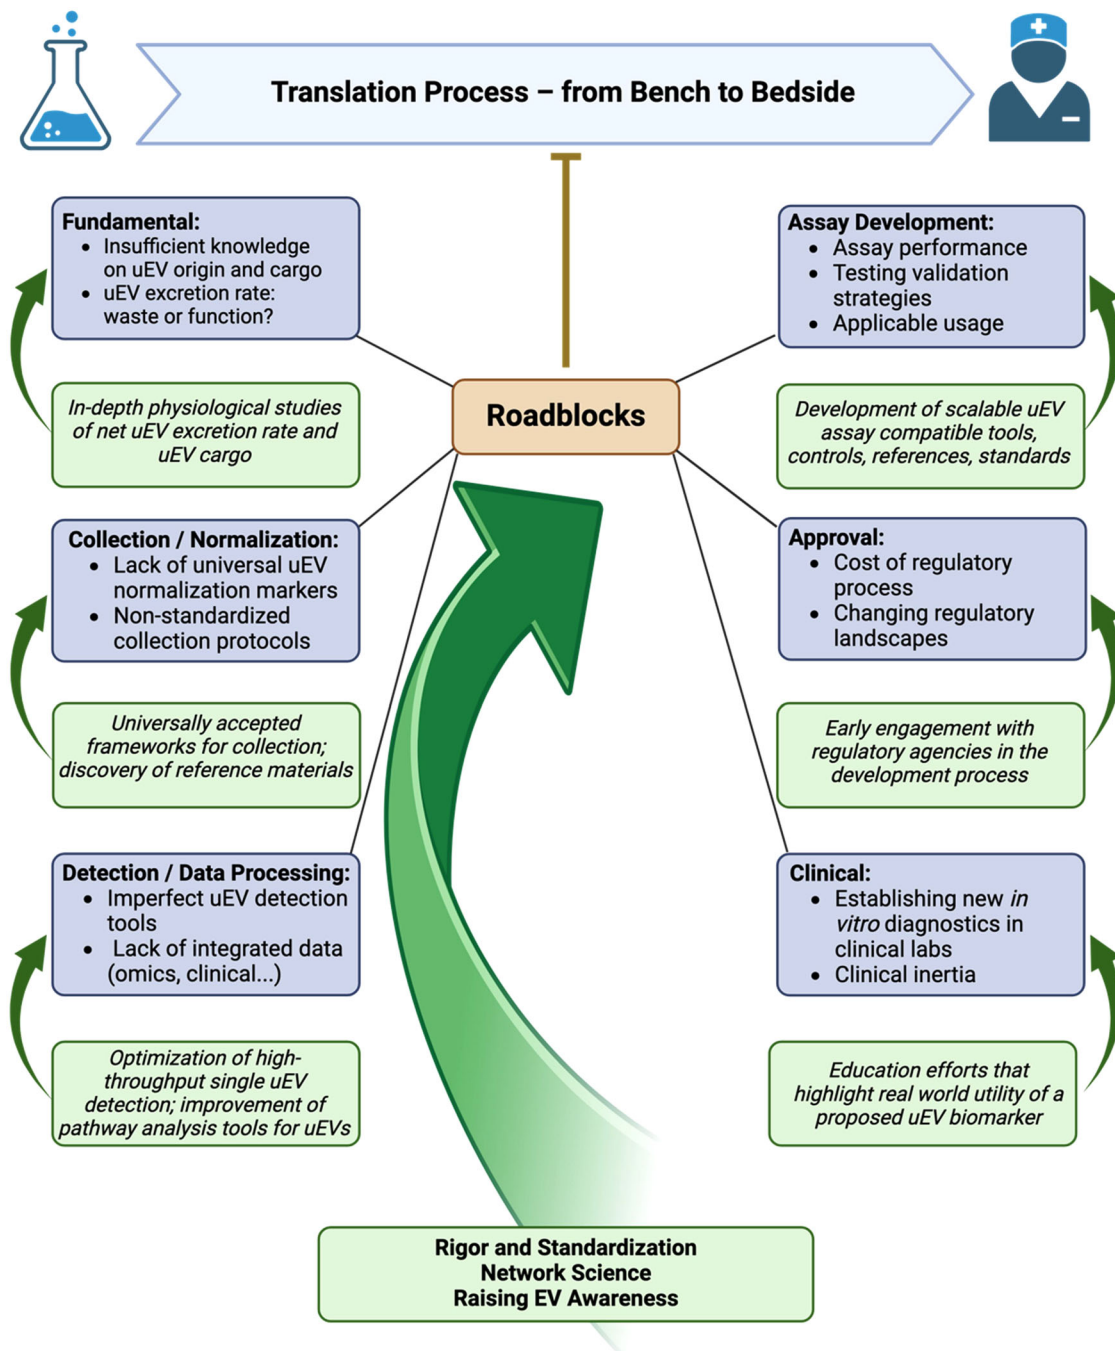 Translation Process – from Bench to Bedside
Fundamental:
• Insufficient knowledge
on uEV origin and cargo
• uEV excretion rate:
waste or function?
In-depth physiological studies
of net uEV excretion rate and
uEV cargo
Collection / Normalization:
• Lack of universal uEV
normalization markers
• Non-standardized
collection protocols
Universally accepted
frameworks for collection;
discovery of reference materials
Detection / Data Processing:
• Imperfect uEV detection
tools
• Lack of integrated data
(omics, clinical...)
Optimization of high-
throughput single uEV
detection; improvement of
pathway analysis tools for uEVs
Roadblocks
Assay Development:
• Assay performance
• Testing validation
strategies
• Applicable usage
Development of scalable uEV
assay compatible tools,
controls, references, standards
Approval:
• Cost of regulatory
process
• Changing regulatory
landscapes
Early engagement with
regulatory agencies in the
development process
Clinical:
• Establishing new in
vitro diagnostics in
clinical labs
• Clinical inertia
Education efforts that
highlight real world utility of a
proposed uEV biomarker
Rigor and Standardization
Network Science
Raising EV Awareness